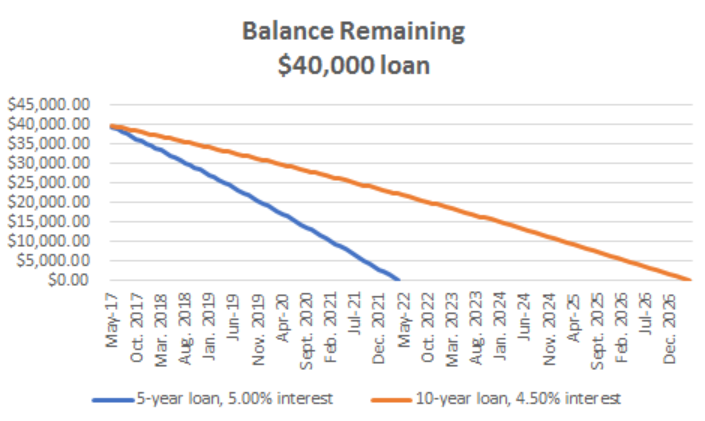 Balance Remaining
$40,000 loan
$45,000.00
$40,000.00
$35,000.00
$30,000.00
$25,000.00
$20,000.00
$15,000.00
$10,000.00
$5,000.00
$0.00
May-17
Oct. 2017
Mar. 2018
Aug. 2018
Jan. 2019
Jun-19
Nov. 2019
Apr-20
Sept. 2020
Feb. 2021
Jul-21
Dec. 2021
May-22
Oct. 2022
Mar. 2023
Aug. 2023
Jan. 2024
Jun-24
Nov. 2024
Apr-25
Sept. 2025
Feb. 2026
Jul-26
Dec. 2026
5-year loan, 5.00% interest
10-year loan, 4.50% interest